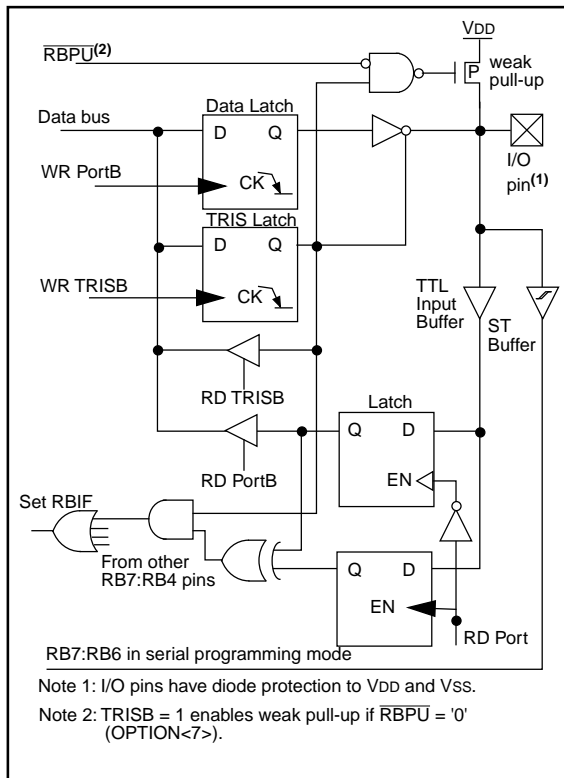 VDD
RBPU(2)
P
weak
pull-up
Data Latch
Data bus
D Q
I/O
pin(1)
WR PortB
CK
TRIS Latch
D Q
WR TRISB
CK
TTL
Input
Buffer
ST
Buffer
RD TRISB
Latch
Q D
RD PortB
EN
Set RBIF
From other
RB7:RB4 pins
Q D
EN
RD Port
RB7:RB6 in serial programming mode
Note 1: I/O pins have diode protection to VDD and VSS.
Note 2: TRISB = 1 enables weak pull-up if RBPU = '0'
(OPTION<7>).